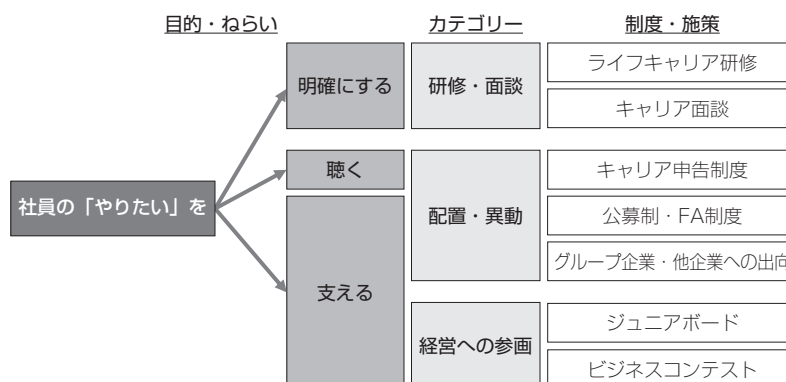 目的・ねらい
カテゴリー
制度・施策
社員の「やりたい」を
明確にする
研修・面談
ライフキャリア研修
キャリア面談
聴く
配置・異動
キャリア申告制度
公募制・FA制度
グループ企業・他企業への出向
支える
経営への参画
ジュニアボード
ビジネスコンテスト